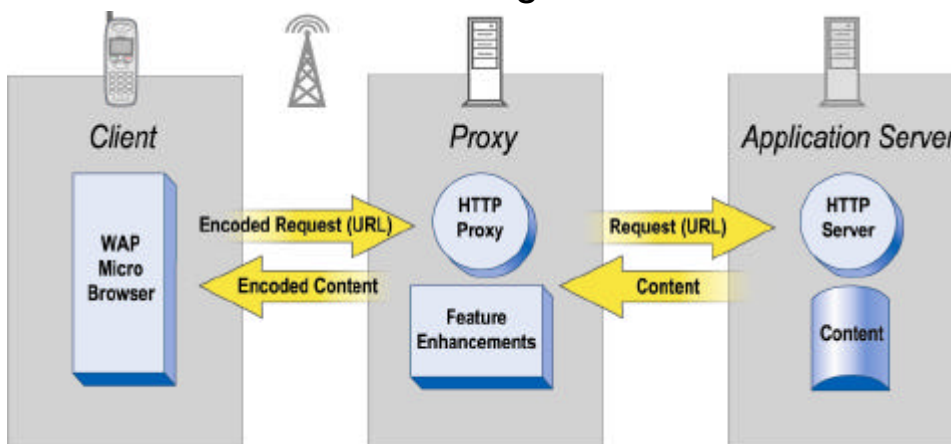 Client
Proxy
Application Server
WAP
Micro
Browser
Encoded Request (URL)
Encoded Content
HTTP
Proxy
Feature
Enhancements
Request (URL)
Content
HTTP
Server
Content